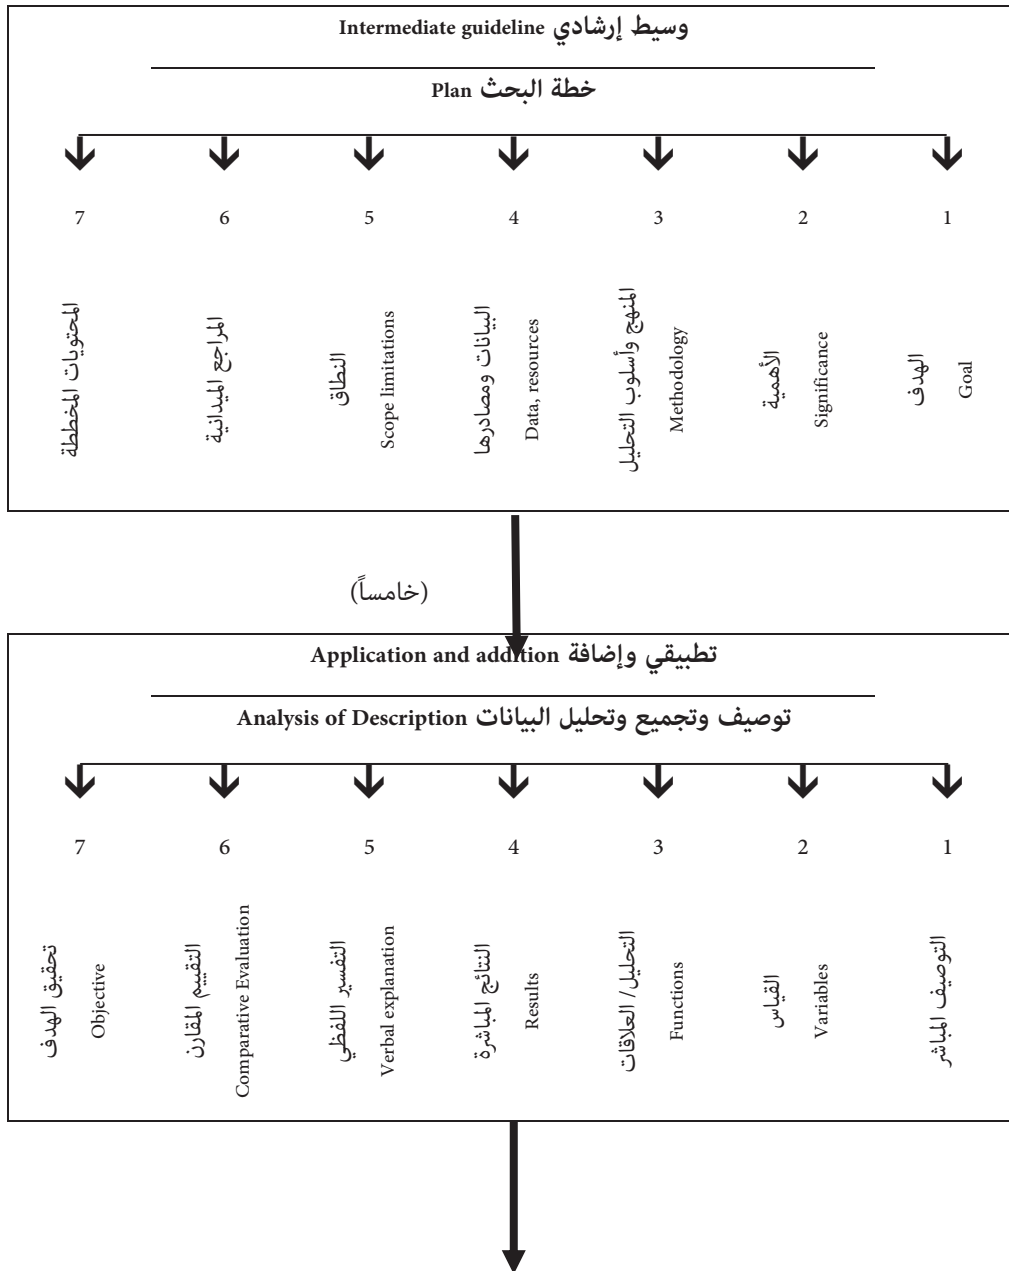 وسيط إرشادي Intermediate guideline
خطة البحث Plan
1
2
3
4
5
6
7
الهدف
Goal
الأهمية
Significance
المنهج وأسلوب التحليل
Methodology
البيانات ومصادرها
Data, resources
النطاق
Scope limitations
المراجع الميدانية
المحتويات المخططة
(خامساً)
تطبيقي وإضافة Application and addition
توصيف وتجميع وتحليل البيانات Analysis of Description
1
2
3
4
5
6
7
التوصيف المباشر
القياس
Variables
التحليل/ العلاقات
Functions
النتائج المباشرة
Results
التفسير اللفظي
Verbal explanation
التقييم المقارن
Comparative Evaluation
تحقيق الهدف
Objective